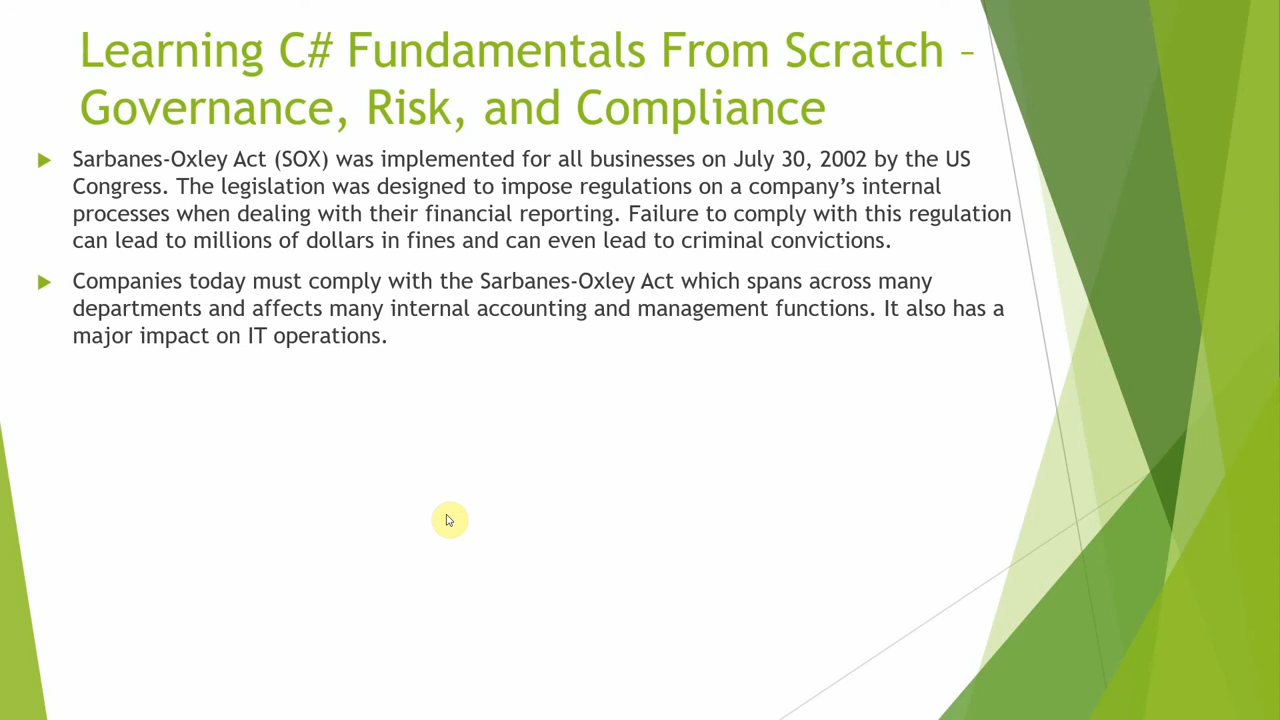 Learning C# Fundamentals From Scratch –
Governance, Risk, and Compliance
Sarbanes-Oxley Act (SOX) was implemented for all businesses on July 30, 2002 by the US
Congress. The legislation was designed to impose regulations on a company’s internal
processes when dealing with their financial reporting. Failure to comply with this regulation
can lead to millions of dollars in fines and can even lead to criminal convictions.
Companies today must comply with the Sarbanes-Oxley Act which spans across many
departments and affects many internal accounting and management functions. It also has a
major impact on IT operations.